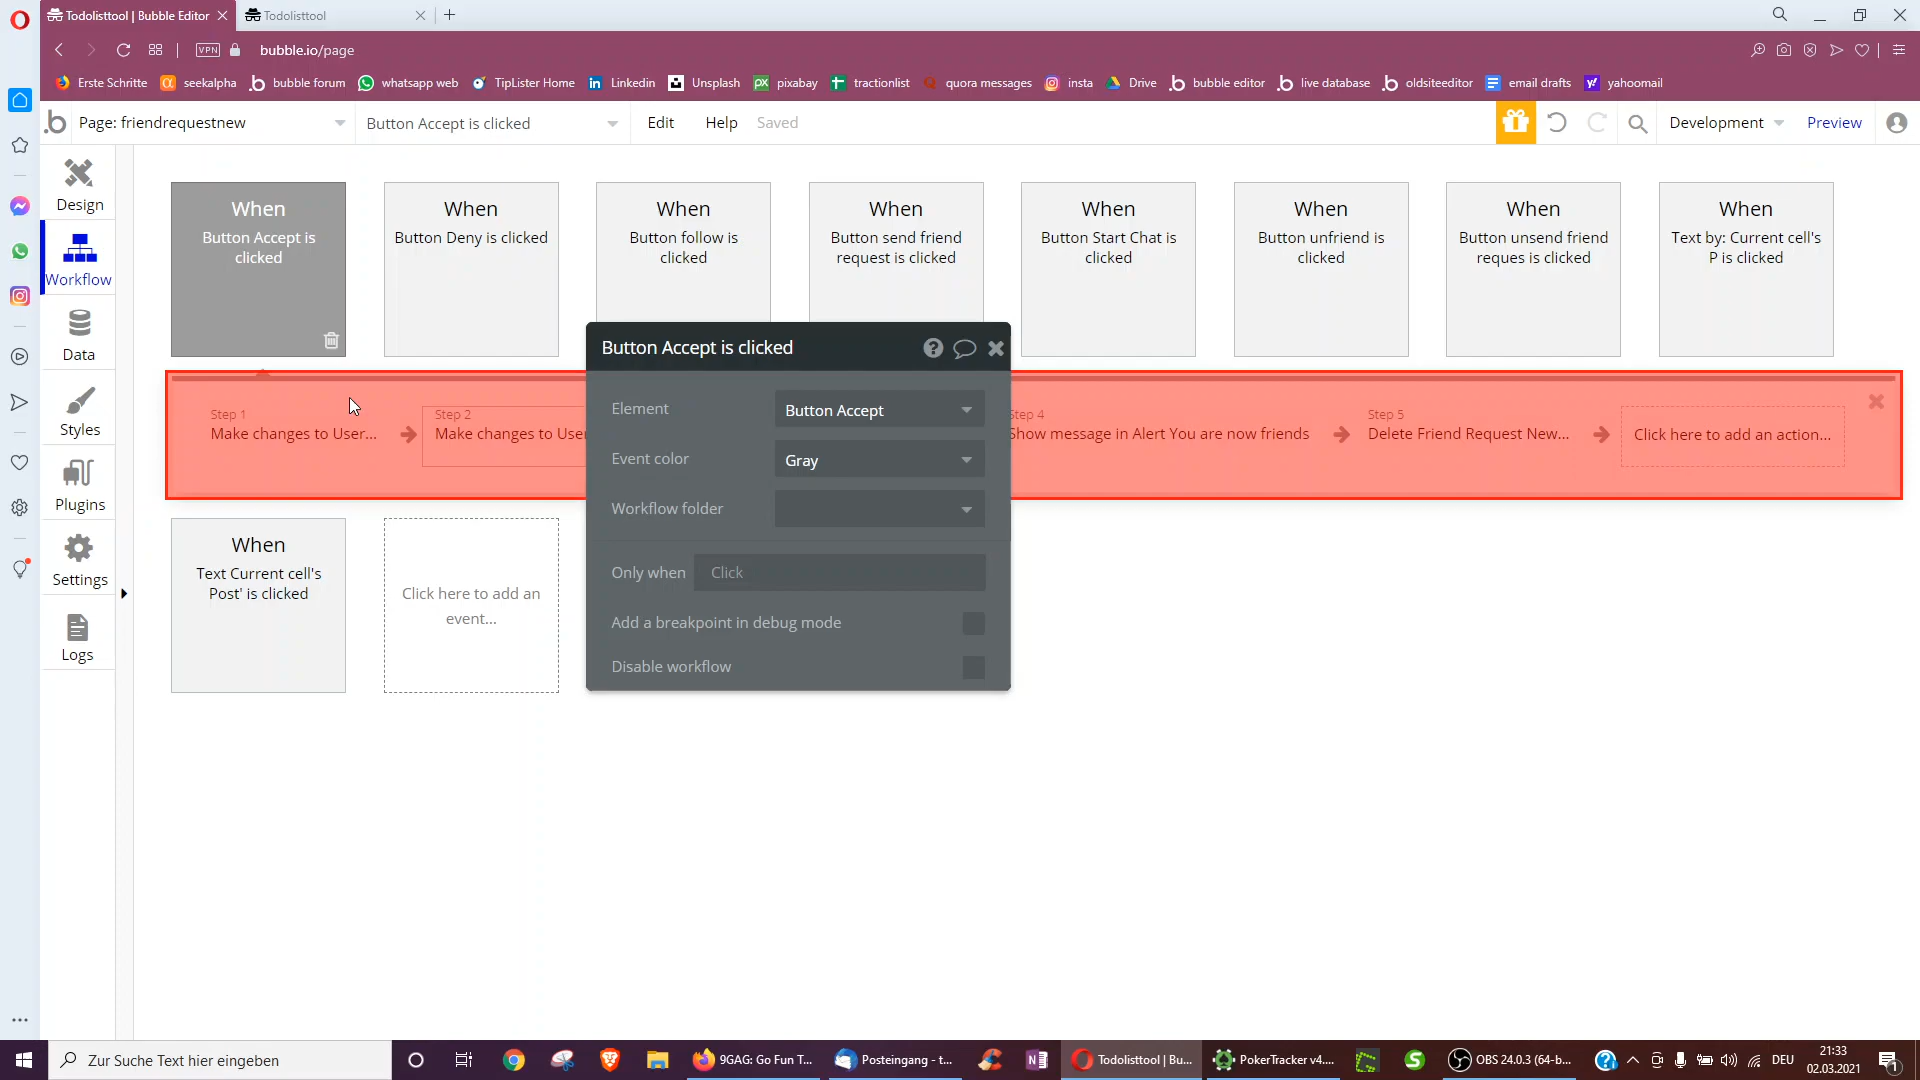 Todolisttool | Bubble Editor
Todolisttool
VPN
bubble.io/page
Erste Schritte
seekalpha
bubble forum
whatsapp web
TipLister Home
Linkedin
Unsplash
pixabay
tractionlist
quora messages
insta
Drive
bubble editor
live database
oldsiteeditor
email drafts
yahoomail
Page: friendrequestnew
Button Accept is clicked
Edit
Help
Saved
Development
Preview
Design
Workflow
Data
Styles
Plugins
Settings
Logs
When
Button Accept is
clicked
When
Button Deny is clicked
When
Button follow is
clicked
When
Button send friend
request is clicked
When
Button Start Chat is
clicked
When
Button unfriend is
clicked
When
Button unsend friend
reques is clicked
When
Text by: Current cell's
P is clicked
Step 1
Make changes to User...
Step 2
Make changes to User
Step 4
Show message in Alert You are now friends
Step 5
Delete Friend Request New...
Click here to add an action...
Button Accept is clicked
Element
Button Accept
Event color
Gray
Workflow folder
Only when
Click
Add a breakpoint in debug mode
Disable workflow
When
Text Current cell's
Post' is clicked
Click here to add an
event...
Zur Suche Text hier eingeben
9GAG: Go Fun T...
Posteingang - t...
Todolisttool | Bu...
PokerTracker v4....
OBS 24.0.3 (64-b...
DEU
21:33
02.03.2021
1